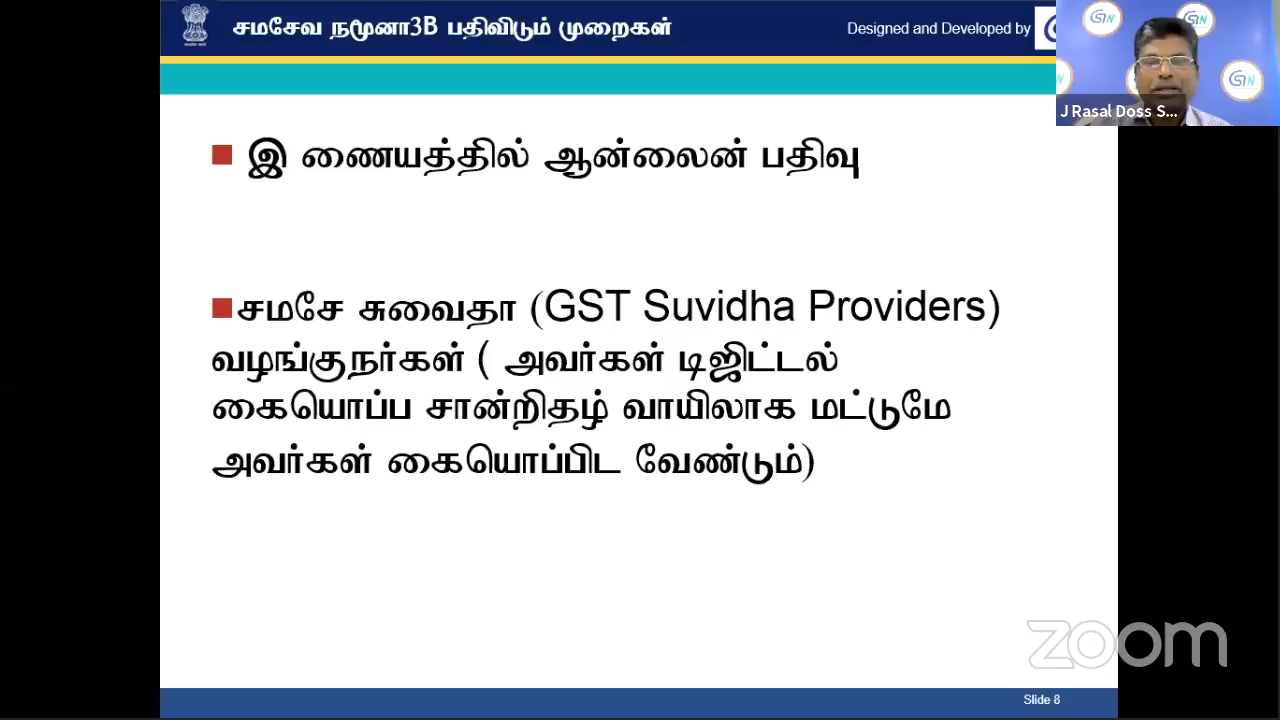 சமசேவ நமூனா3B பதிவிடும் முறைகள்
Designed and Developed by
J Rasal Doss S...
இ ணையத்தில் ஆன்லைன் பதிவு
சமசே சுவைதா (GST Suvidha Providers)
வழங்குநர்கள் ( அவர்கள் டிஜிட்டல்
கையொப்ப சான்றிதழ் வாயிலாக மட்டுமே
அவர்கள் கையொப்பிட வேண்டும்)
zoom
Slide 8